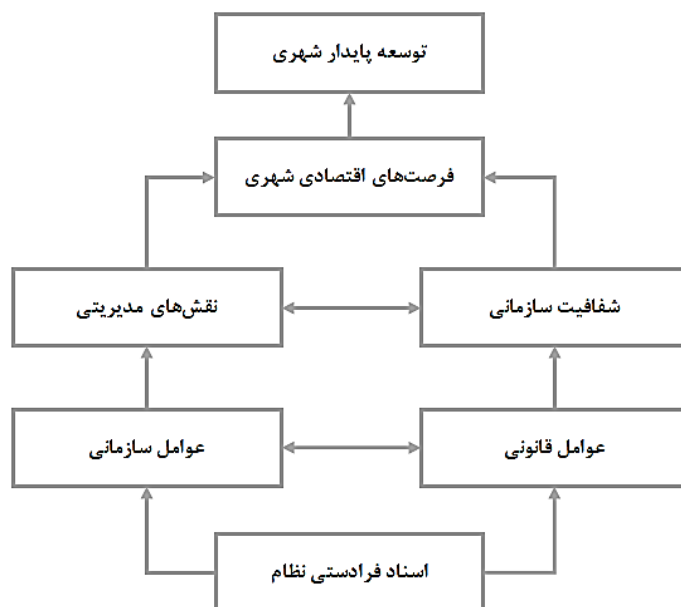 توسعه پایدار شهری
فرصت‌های اقتصادی شهری
شفافیت سازمانی
نقش‌های مدیریتی
عوامل قانونی
عوامل سازمانی
اسناد فرادستی نظام